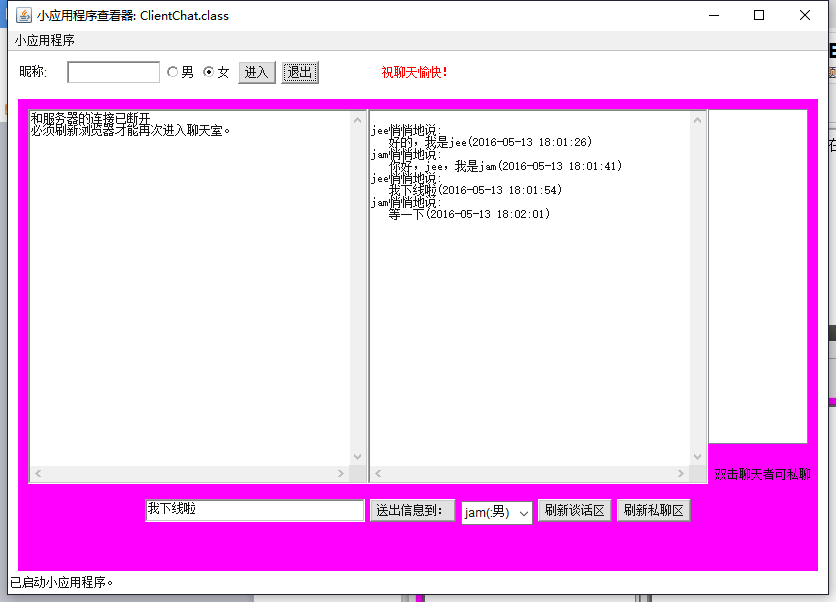 小应用程序查看器: ClientChat.class
小应用程序
昵称: 男 女 进入 退出 祝聊天愉快!
和服务器的连接已断开
必须刷新浏览器才能再次进入聊天室。
jee悄悄地说:
好的，我是jee(2016-05-13 18:01:26)
jam悄悄地说:
你好，jee，我是jam(2016-05-13 18:01:41)
jee悄悄地说:
我下线啦(2016-05-13 18:01:54)
jam悄悄地说:
等一下(2016-05-13 18:02:01)
双击聊天者可私聊
我下线啦 送出信息到: jam(:男) 刷新谈话区 刷新私聊区
已启动小应用程序。